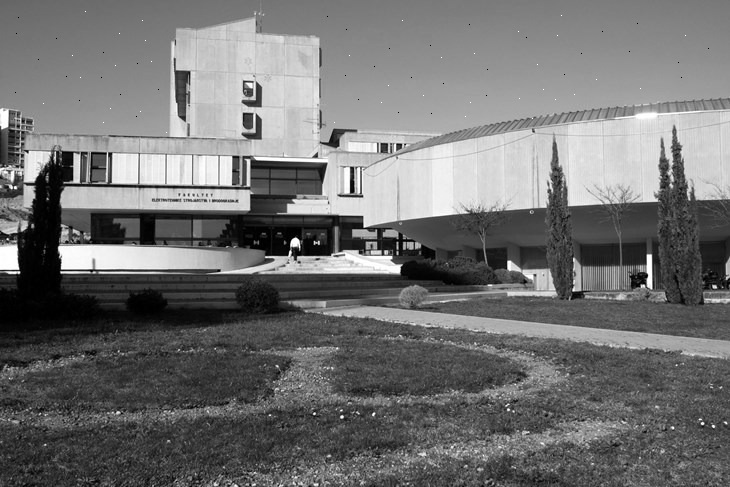 FAKULTET
ELEKTROTEHNIKE STROJARSTVA I BRODOGRADNJE